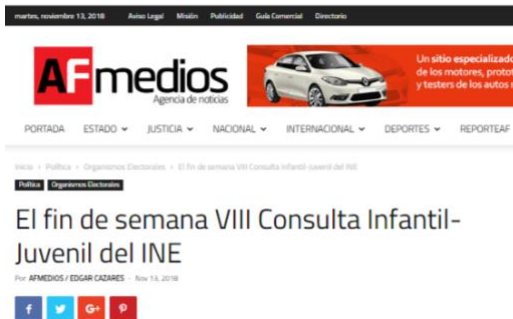 martes, noviembre 13, 2018 Aviso Legal Misión Publicidad Guía Comercial Directorio
AFmedios
Agencia de noticias
Un sitio especializado
de los motores, protot
y testers de los autos
PORTADA ESTADO JUSTICIA NACIONAL INTERNACIONAL DEPORTES REPORTEAF
Inicio › Política › Organismos Electorales › El fin de semana VIII Consulta Infantil-Juvenil del INE
Política Organismos Electorales
El fin de semana VIII Consulta Infantil-
Juvenil del INE
Por AFMEDIOS / EDGAR CAZARES - Nov 13, 2018
f G+